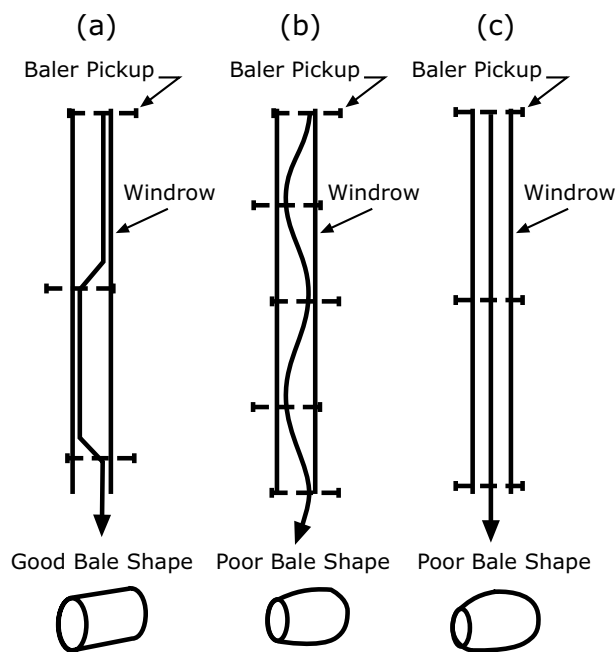 (a) (b) (c)
Baler Pickup Baler Pickup Baler Pickup
Windrow Windrow Windrow
Good Bale Shape Poor Bale Shape Poor Bale Shape